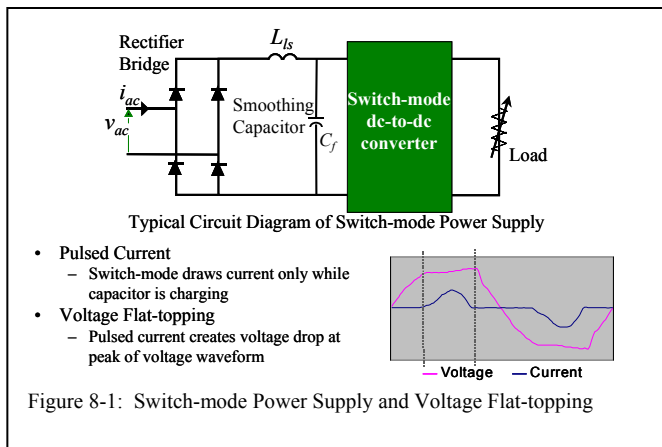 Rectifier
Bridge
L_ls
i_ac
v_ac
Smoothing
Capacitor
C_f
Switch-mode
dc-to-dc
converter
Load
Typical Circuit Diagram of Switch-mode Power Supply
• Pulsed Current
– Switch-mode draws current only while
capacitor is charging
• Voltage Flat-topping
– Pulsed current creates voltage drop at
peak of voltage waveform
Voltage Current
Figure 8-1: Switch-mode Power Supply and Voltage Flat-topping